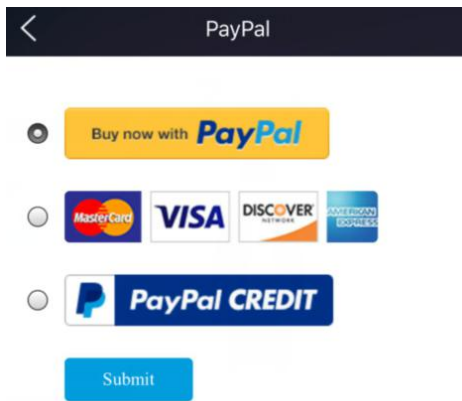 PayPal
Buy now with PayPal
MasterCard VISA DISCOVER AMERICAN
NETWORK EXPRESS
P PayPal CREDIT
Submit